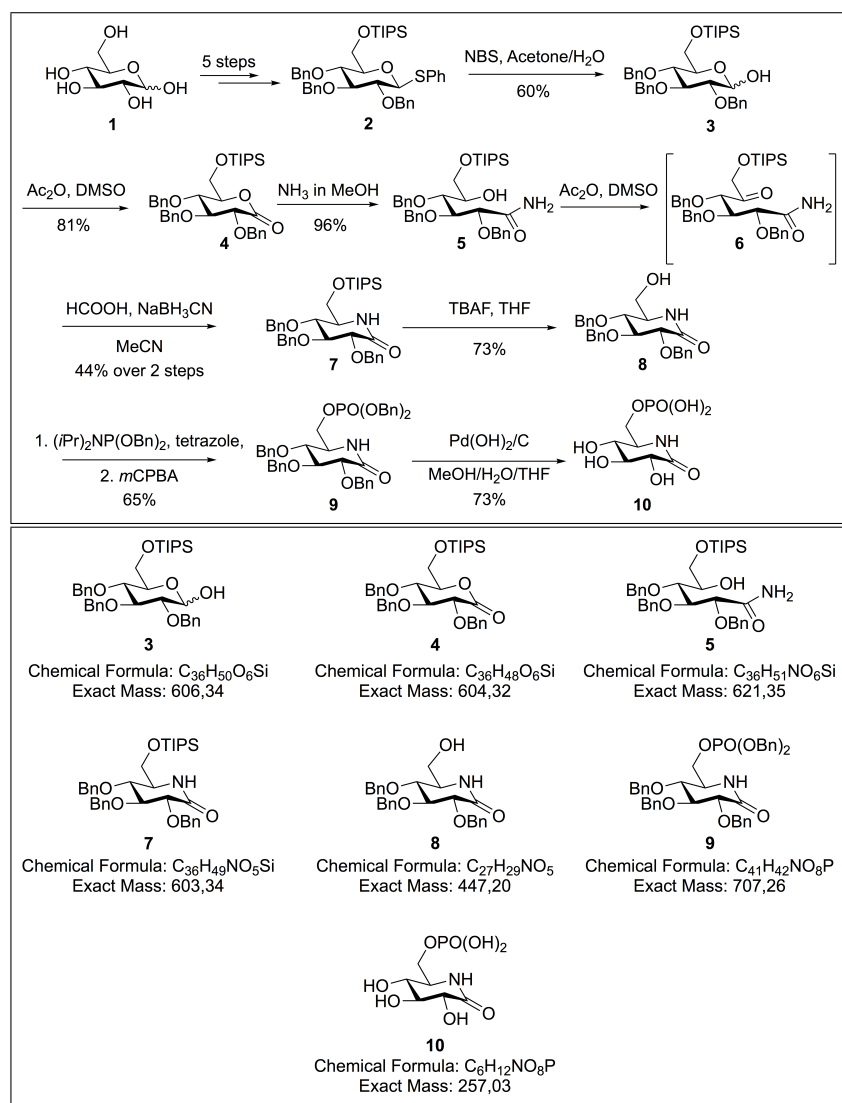 OH
O
HO
HO
OH
OH
1
5 steps
OTIPS
O
BnO
BnO
SPh
OBn
2
NBS, Acetone/H2O
60%
OTIPS
O
BnO
BnO
OH
OBn
3
Ac2O, DMSO
81%
OTIPS
O
BnO
BnO
O
OBn
4
NH3 in MeOH
96%
OTIPS
OH
BnO
BnO
NH2
OBn
O
5
Ac2O, DMSO
OTIPS
O
BnO
BnO
NH2
OBn
O
6
HCOOH, NaBH3CN
MeCN
44% over 2 steps
OTIPS
NH
BnO
BnO
O
OBn
7
TBAF, THF
73%
OH
NH
BnO
BnO
O
OBn
8
1. (iPr)2NP(OBn)2, tetrazole,
2. mCPBA
65%
OPO(OBn)2
NH
BnO
BnO
O
OBn
9
Pd(OH)2/C
MeOH/H2O/THF
73%
OPO(OH)2
NH
HO
HO
O
OH
10
OTIPS
O
BnO
BnO
OH
OBn
3
Chemical Formula: C36H50O6Si
Exact Mass: 606,34
OTIPS
O
BnO
BnO
O
OBn
4
Chemical Formula: C36H48O6Si
Exact Mass: 604,32
OTIPS
OH
BnO
BnO
NH2
OBn
O
5
Chemical Formula: C36H51NO6Si
Exact Mass: 621,35
OTIPS
NH
BnO
BnO
O
OBn
7
Chemical Formula: C36H49NO5Si
Exact Mass: 603,34
OH
NH
BnO
BnO
O
OBn
8
Chemical Formula: C27H29NO5
Exact Mass: 447,20
OPO(OBn)2
NH
BnO
BnO
O
OBn
9
Chemical Formula: C41H42NO8P
Exact Mass: 707,26
OPO(OH)2
NH
HO
HO
O
OH
10
Chemical Formula: C6H12NO8P
Exact Mass: 257,03